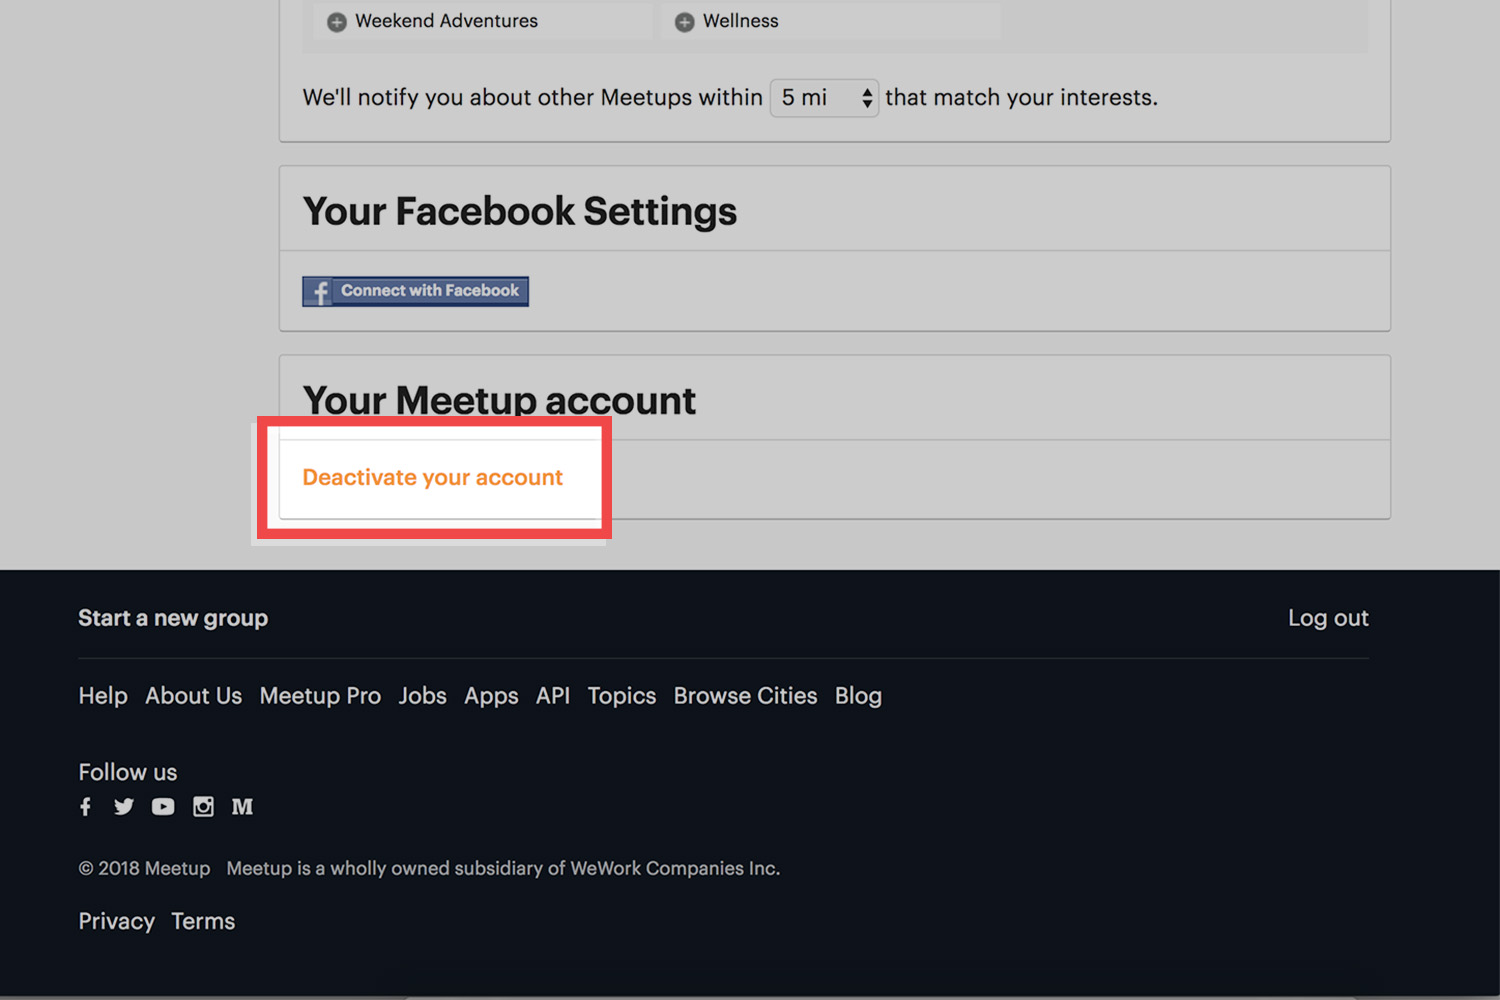 Weekend Adventures Wellness
We'll notify you about other Meetups within 5 mi that match your interests.
Your Facebook Settings
f Connect with Facebook
Your Meetup account
Deactivate your account
Start a new group Log out
Help About Us Meetup Pro Jobs Apps API Topics Browse Cities Blog
Follow us
© 2018 Meetup Meetup is a wholly owned subsidiary of WeWork Companies Inc.
Privacy Terms